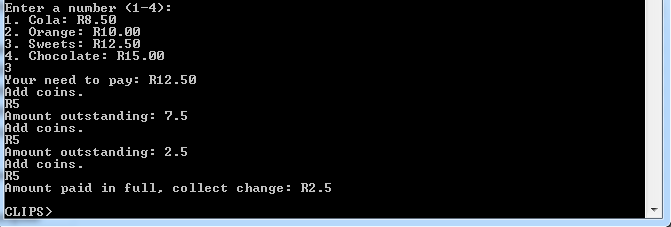 Enter a number (1-4):
1. Cola: R8.50
2. Orange: R10.00
3. Sweets: R12.50
4. Chocolate: R15.00
3
Your need to pay: R12.50
Add coins.
R5
Amount outstanding: 7.5
Add coins.
R5
Amount outstanding: 2.5
Add coins.
R5
Amount paid in full, collect change: R2.5
CLIPS>